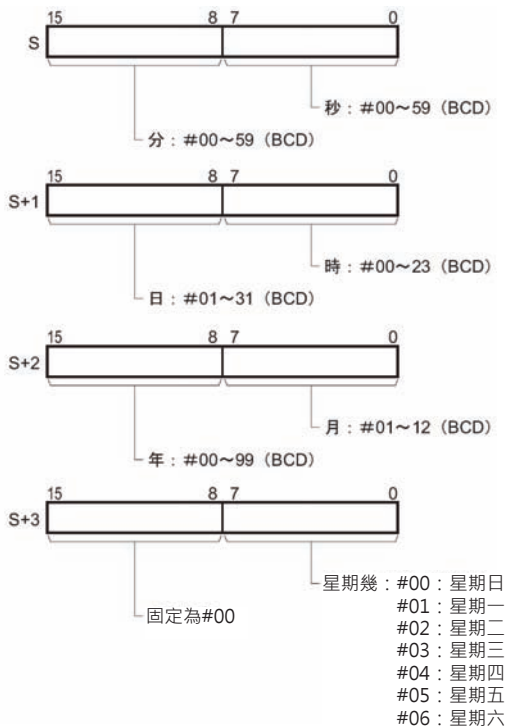 15 8 7 0
S
秒：#00～59（BCD）
分：#00～59（BCD）
15 8 7 0
S+1
時：#00～23（BCD）
日：#01～31（BCD）
15 8 7 0
S+2
月：#01～12（BCD）
年：#00～99（BCD）
15 8 7 0
S+3
星期幾：#00：星期日
固定為#00
#01：星期一
#02：星期二
#03：星期三
#04：星期四
#05：星期五
#06：星期六